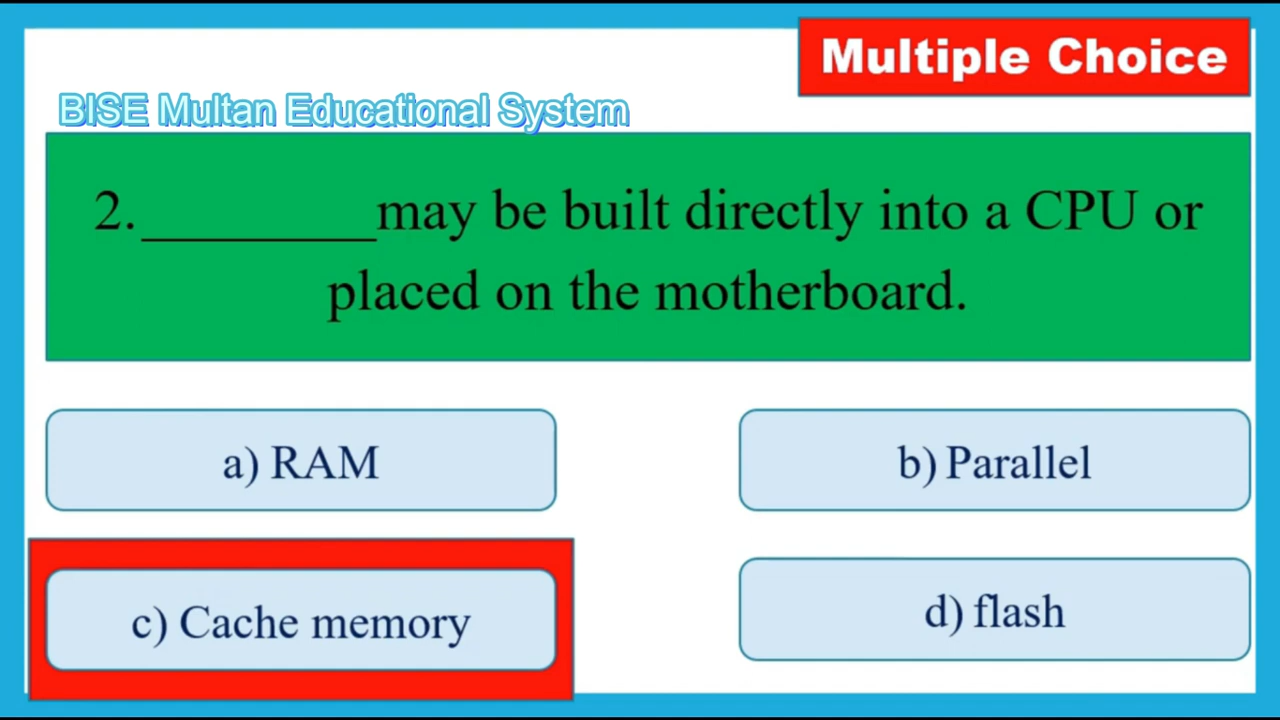 Multiple Choice
BISE Multan Educational System
2.________may be built directly into a CPU or
placed on the motherboard.
a) RAM
b) Parallel
c) Cache memory
d) flash